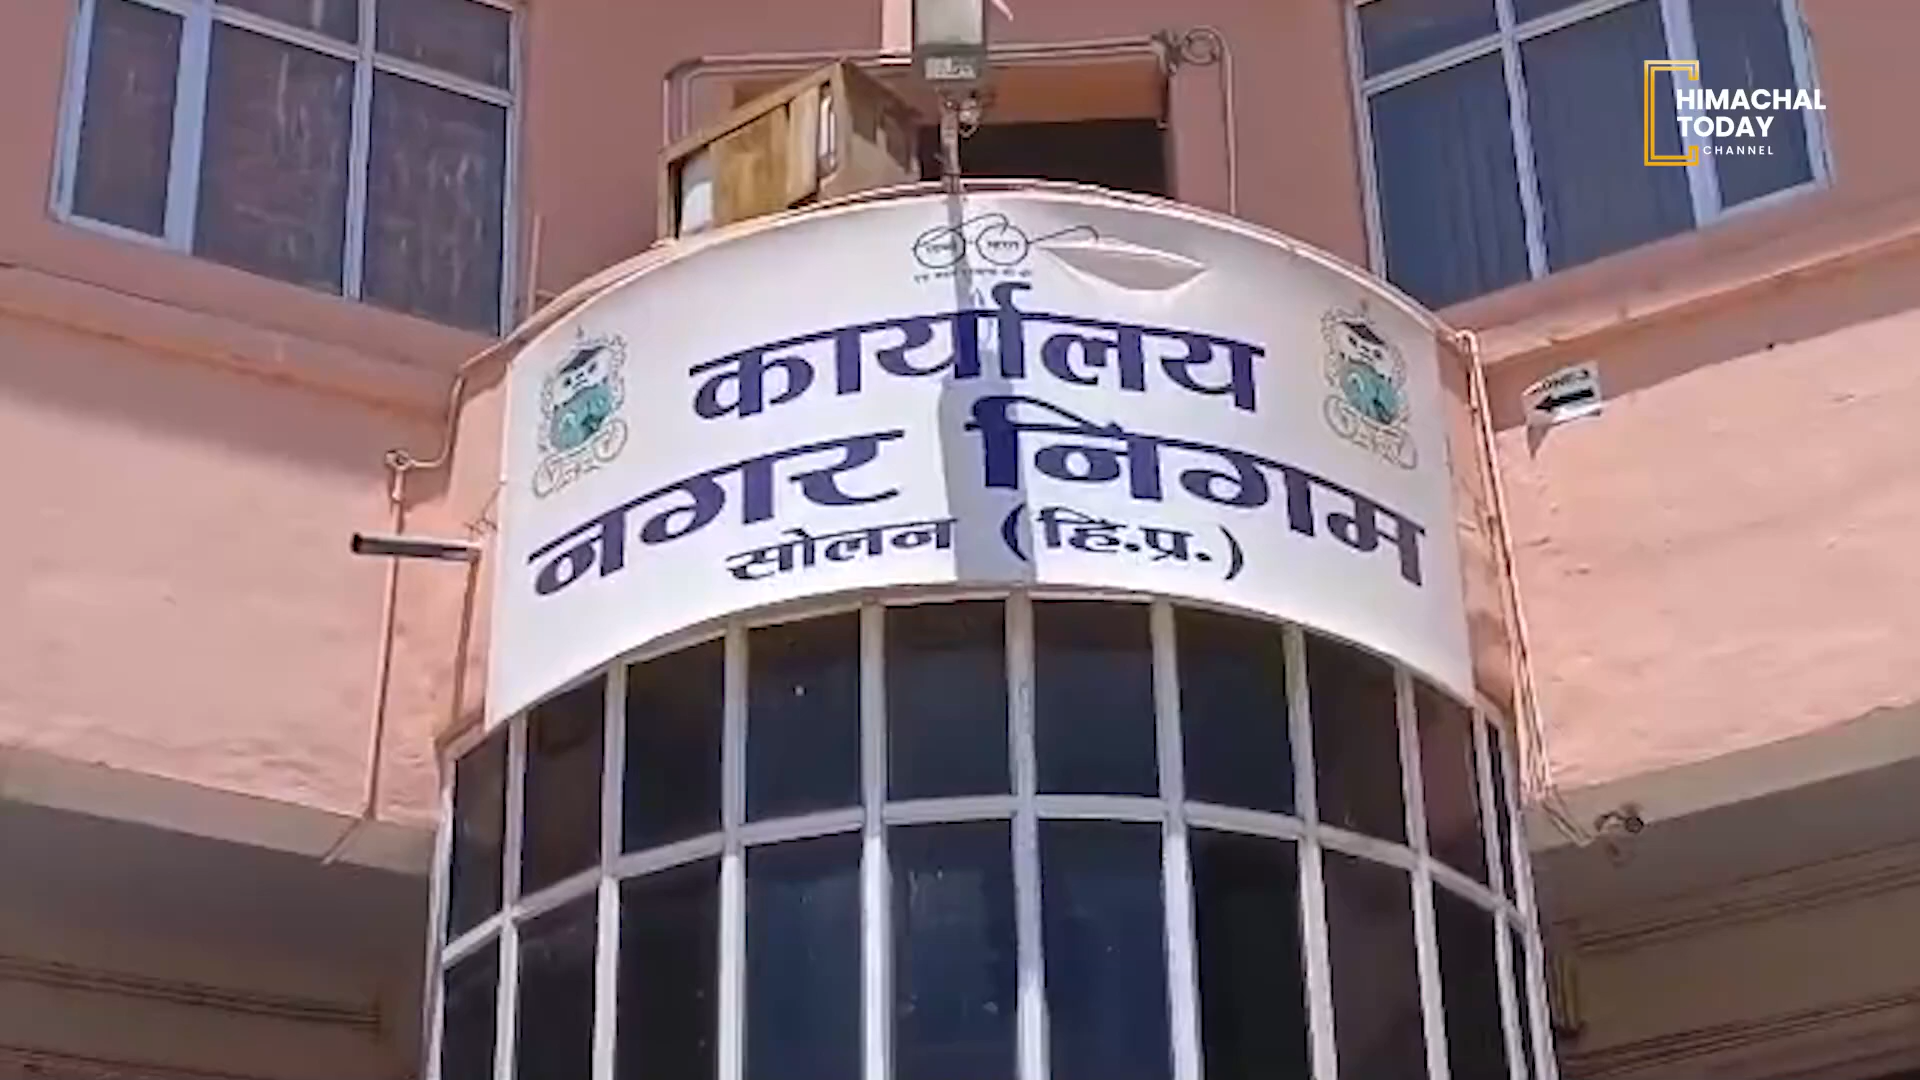 HIMACHAL
TODAY
CHANNEL
कार्यालय
नगर निगम
सोलन (हि.प्र.)